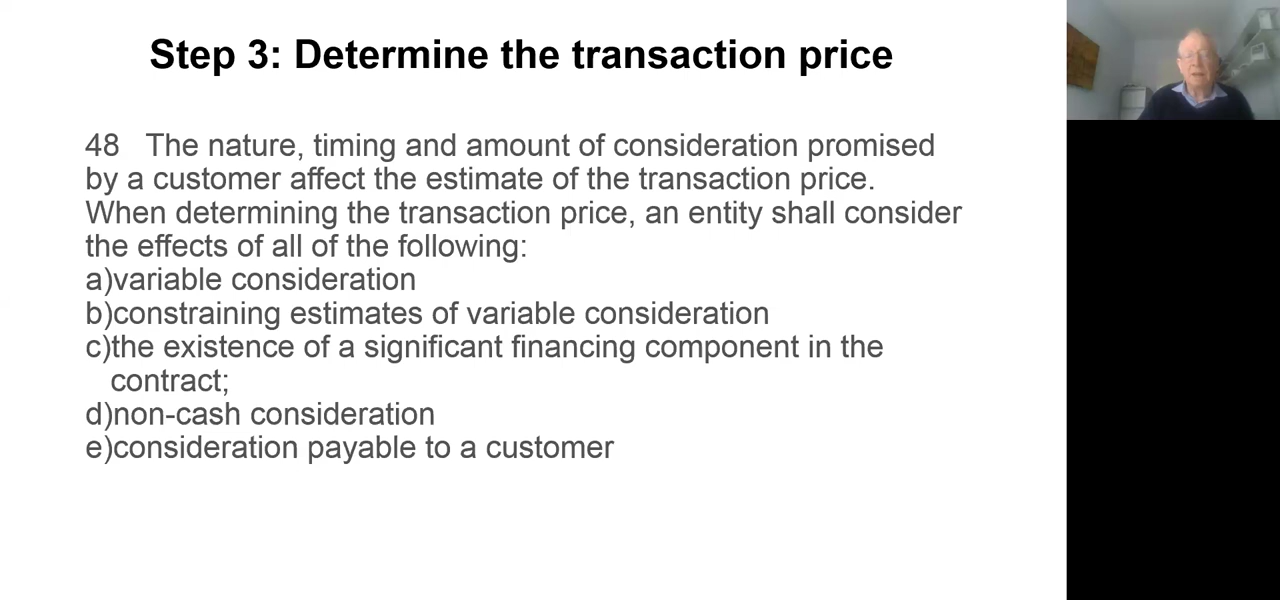 Step 3: Determine the transaction price
48 The nature, timing and amount of consideration promised
by a customer affect the estimate of the transaction price.
When determining the transaction price, an entity shall consider
the effects of all of the following:
a)variable consideration
b)constraining estimates of variable consideration
c)the existence of a significant financing component in the
contract;
d)non-cash consideration
e)consideration payable to a customer